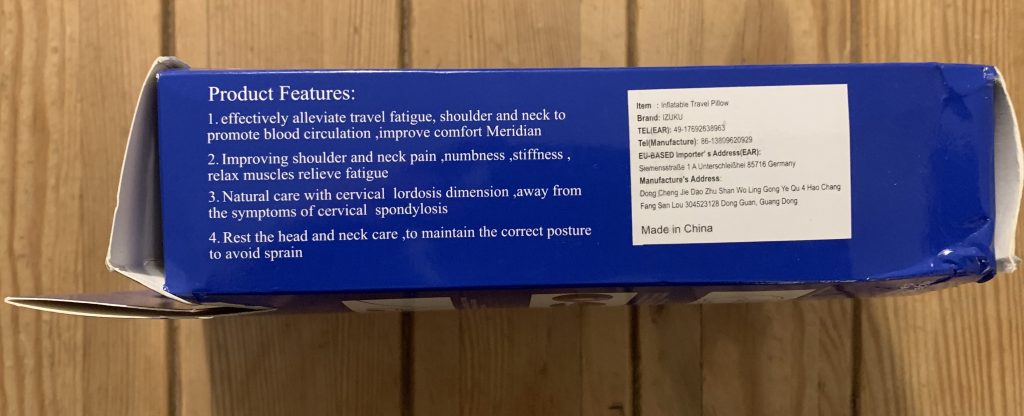 Product Features:
1. effectively alleviate travel fatigue, shoulder and neck to
promote blood circulation ,improve comfort Meridian
2. Improving shoulder and neck pain ,numbness ,stiffness ,
relax muscles relieve fatigue
3. Natural care with cervical lordosis dimension ,away from
the symptoms of cervical spondylosis
4. Rest the head and neck care ,to maintain the correct posture
to avoid sprain
Item : Inflatable Travel Pillow
Brand: IZUKU
TEL(EAR): 49-17692638963
Tel(Manufacture): 86-13809620929
EU-BASED Importer' s Address(EAR):
Siemensstraße 1 A Unterschleißhei 85716 Germany
Manufacture's Address:
Dong Cheng Jie Dao Zhu Shan Wo Ling Gong Ye Qu 4 Hao Chang
Fang San Lou 304523128 Dong Guan, Guang Dong
Made in China